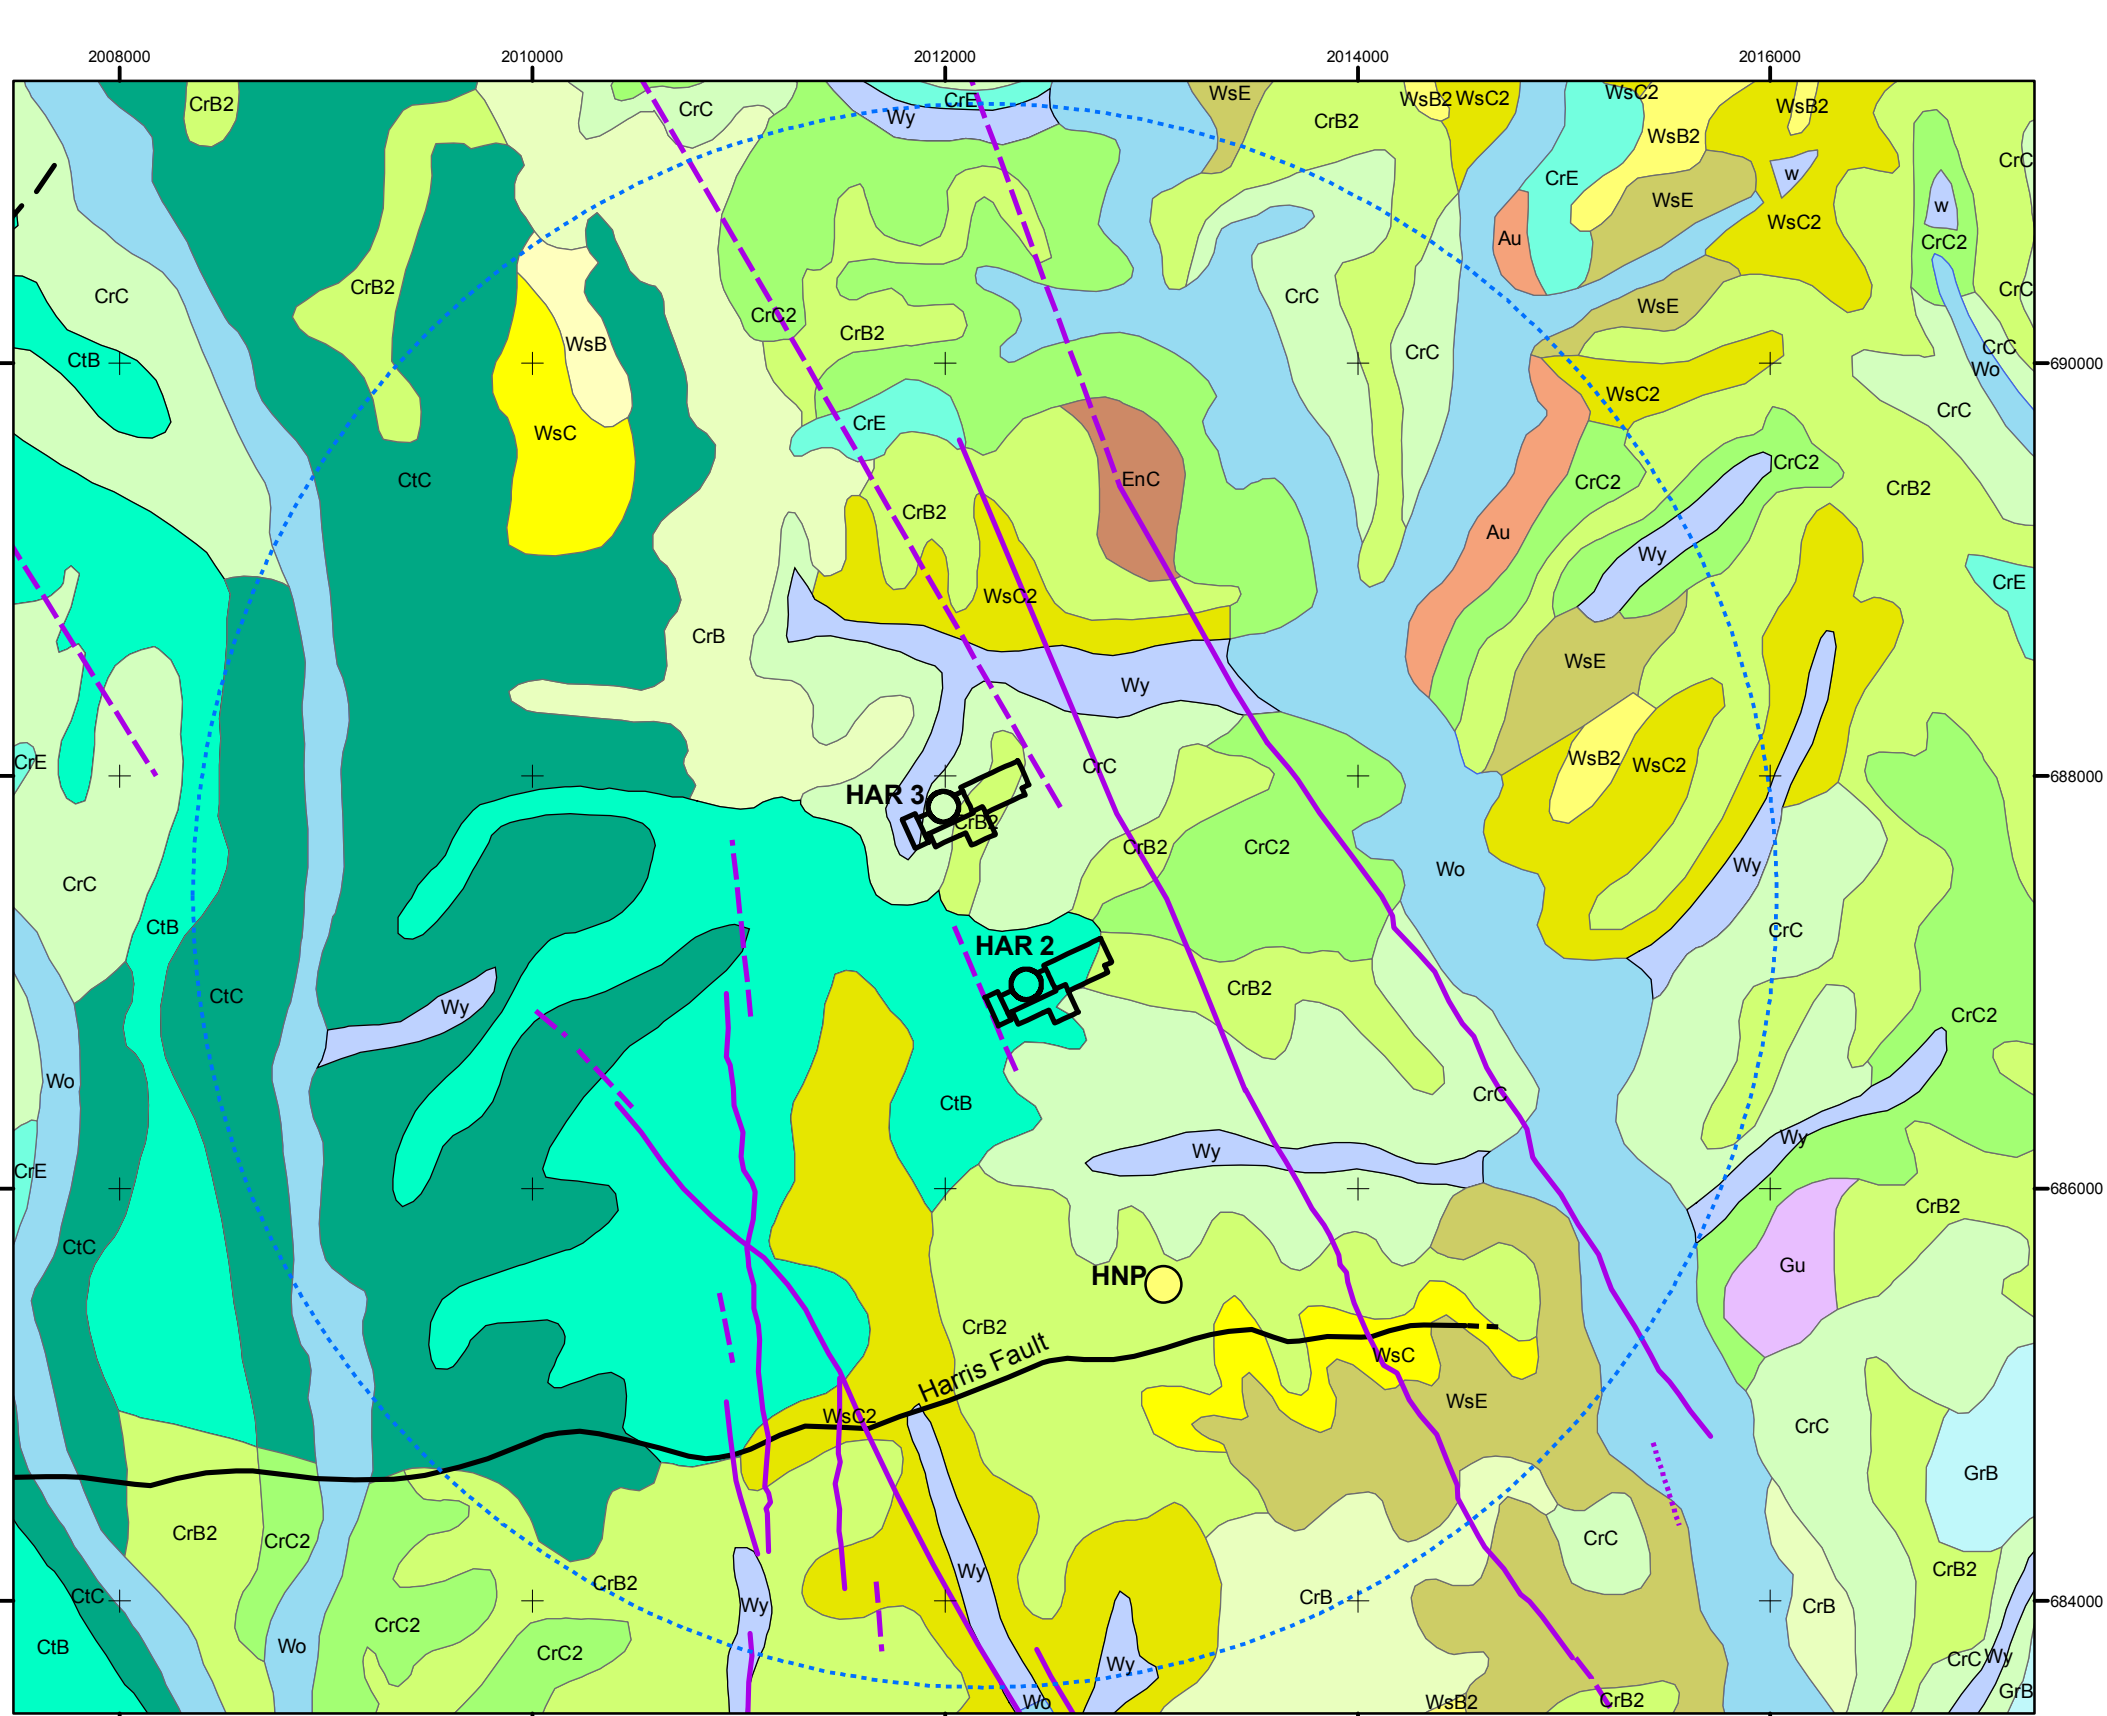 2008000 2010000 2012000 2014000 2016000
CrB2 CrC CrE Wy WsE CrB2 WsB2 WsC2 WsC2 WsB2 WsB2
CrC
CrE WsE w w
Au WsC2 CrC2
CrC CrB2 CrC2 CrB2 CrC WsE CrC
CtB WsB CrC CrC Wo
690000
WsC2 CrC
CrE WsC
CtC EnC CrC2 CrC2 CrB2
CrB2 Au Wy
WsC2 CrE
CrB WsE
Wy
CrE CrC WsB2 WsC2
688000
HAR 3
CrB2 CrB2 CrC2 Wo Wy
CrC
CtB CrC
HAR 2
CtC Wy CrB2 CrC2
Wo CtB CrC
CrE Wy Wy
686000
CtC CrB2
HNP Gu
CrB2
Harris Fault
WsC
WsC2 WsE CrC
GrB
CrB2 CrC2 CrC
CtC CrB2 Wy Wy CrB CrB CrB2
684000
CtB Wo CrC2 CrC2 Wy CrC Wy
Wo WsB2 CrB2 GrB